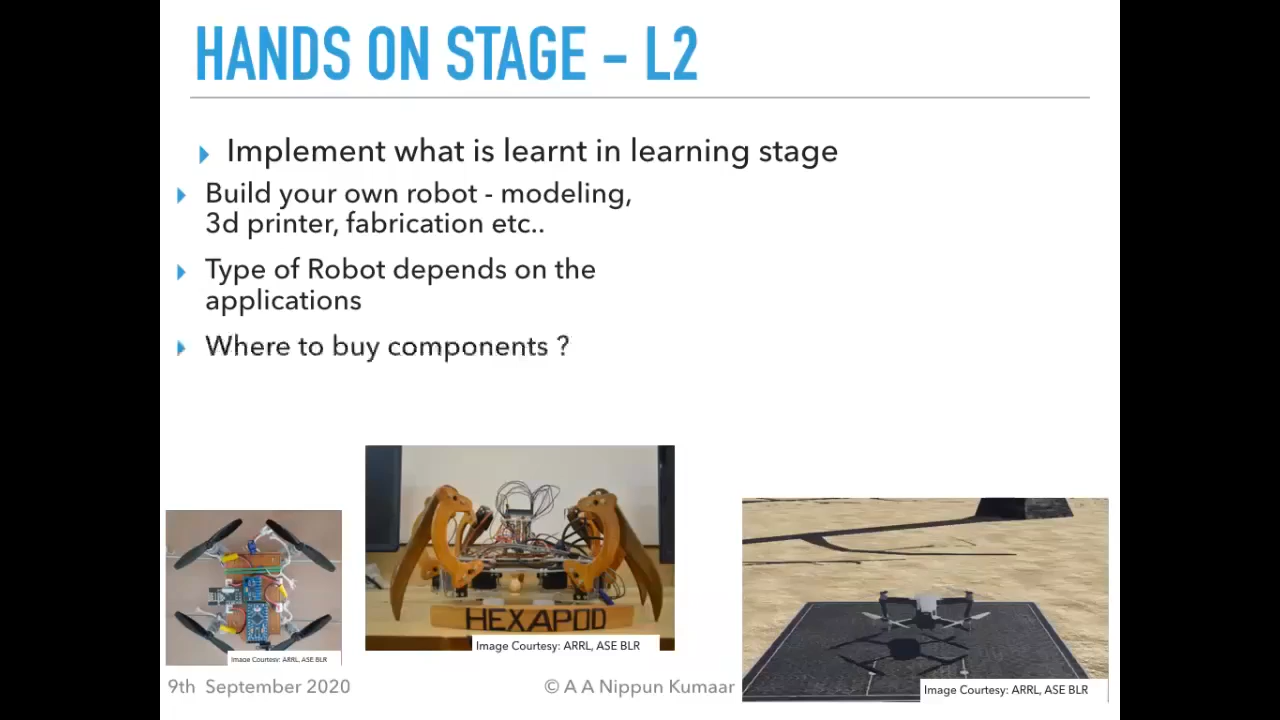 HANDS ON STAGE - L2
Implement what is learnt in learning stage
Build your own robot - modeling,
3d printer, fabrication etc..
Type of Robot depends on the
applications
Where to buy components ?
HEXAPOD
Image Courtesy: ARRL, ASE BLR
Image Courtesy: ARRL, ASE BLR
Image Courtesy: ARRL, ASE BLR
9th September 2020
© A A Nippun Kumaar